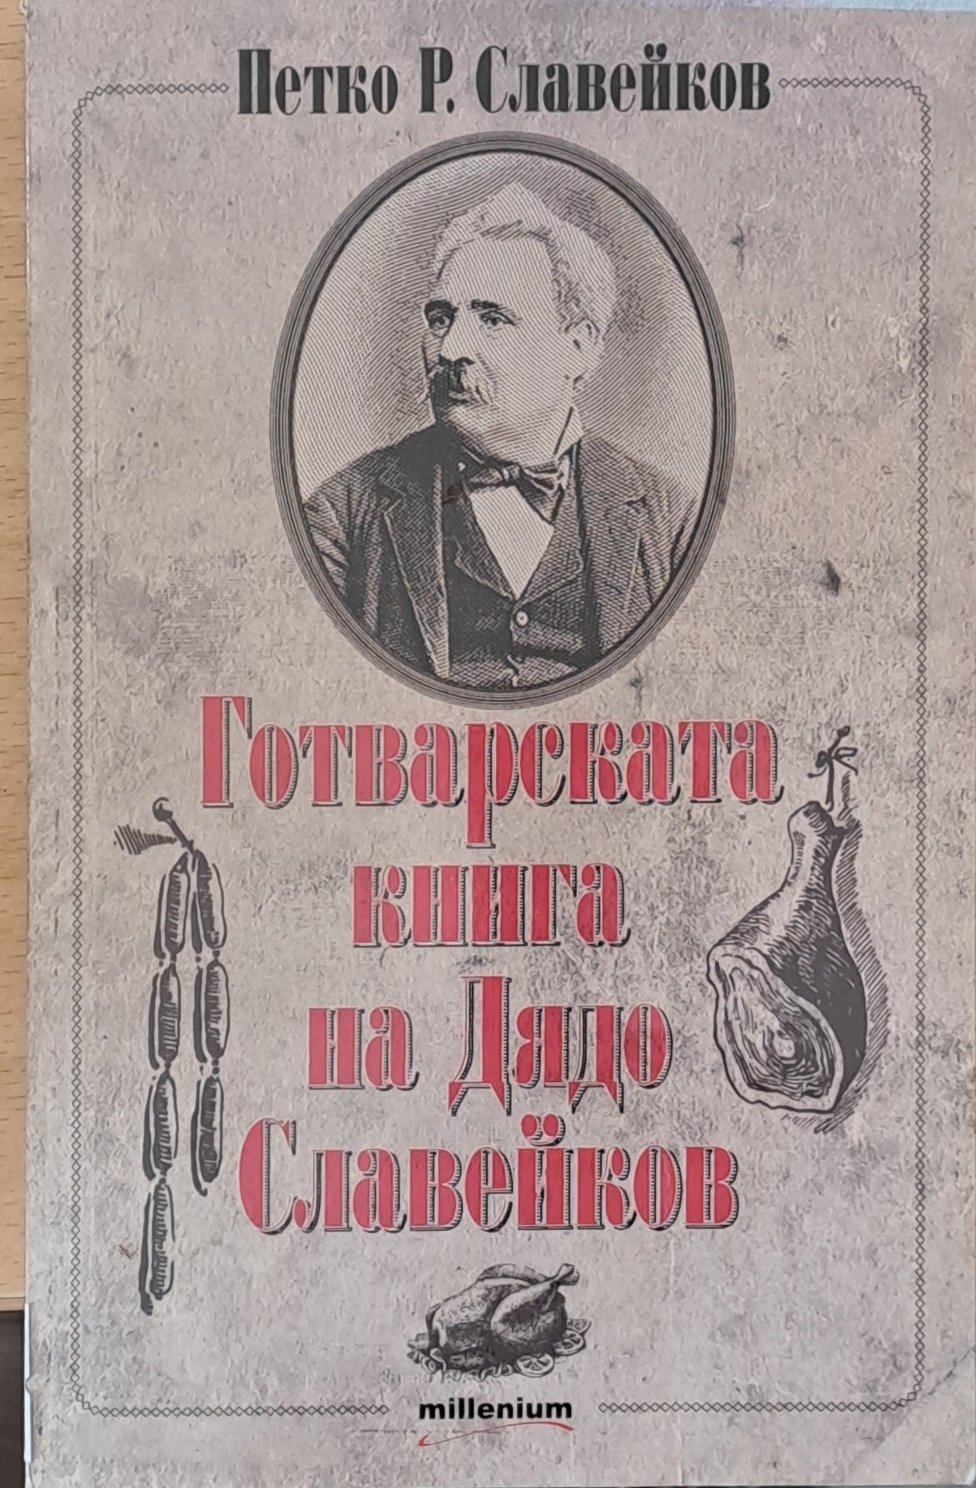 Петко Р. Славейков
Готварската
книга
на Дядо
Славейков
millenium